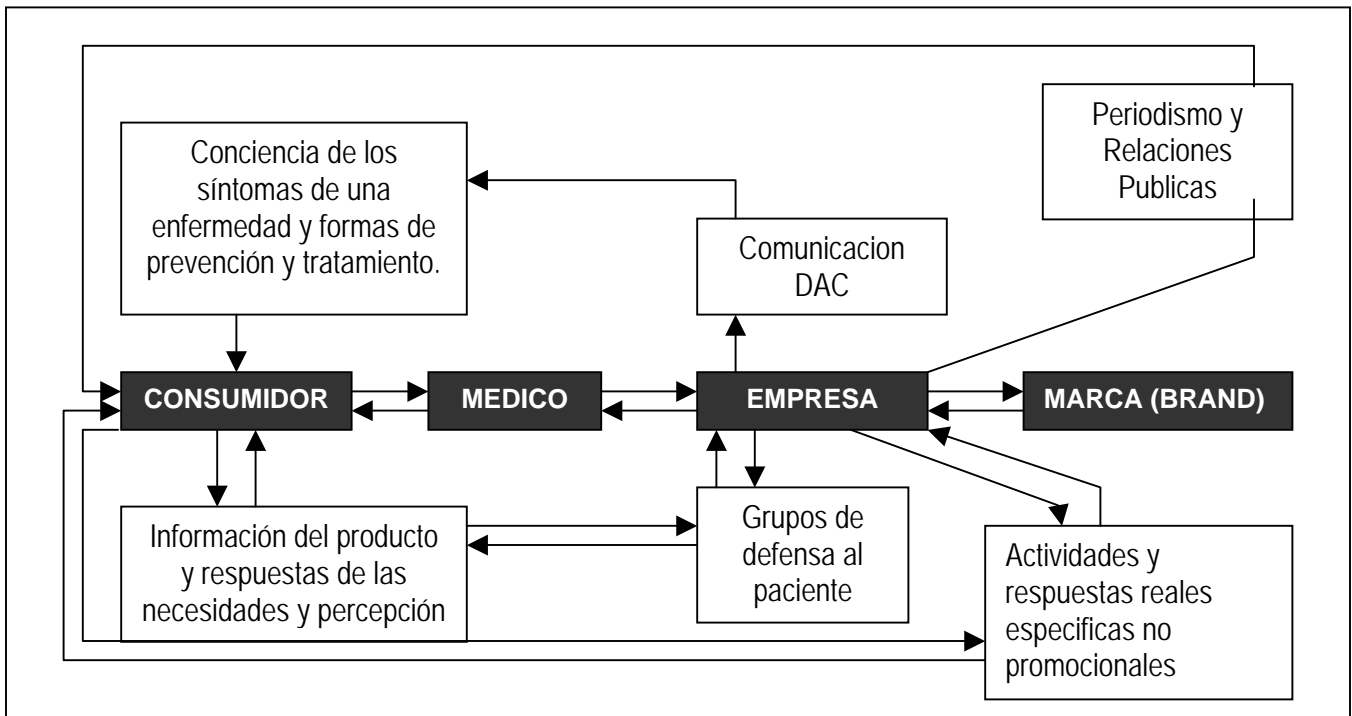 Periodismo y
Relaciones
Publicas
Conciencia de los
síntomas de una
enfermedad y formas de
prevención y tratamiento.
Comunicacion
DAC
CONSUMIDOR
MEDICO
EMPRESA
MARCA (BRAND)
Información del producto
y respuestas de las
necesidades y percepción
Grupos de
defensa al
paciente
Actividades y
respuestas reales
especificas no
promocionales